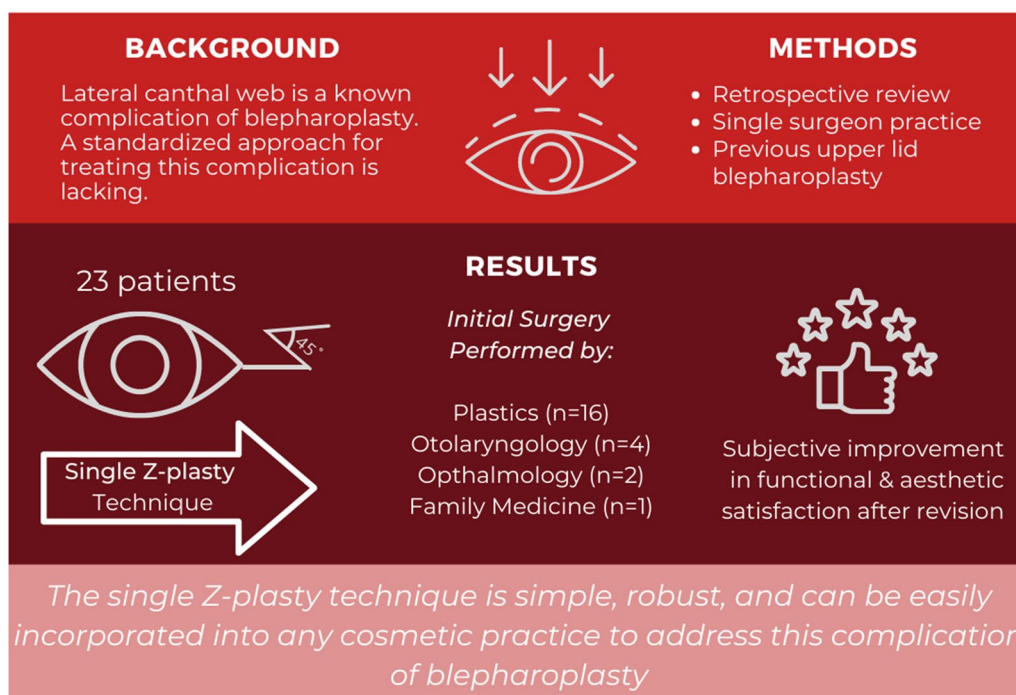 BACKGROUND
Lateral canthal web is a known
complication of blepharoplasty.
A standardized approach for
treating this complication is
lacking.
METHODS
• Retrospective review
• Single surgeon practice
• Previous upper lid
blepharoplasty
23 patients
45°
Single Z-plasty
Technique
RESULTS
Initial Surgery
Performed by:
Plastics (n=16)
Otolaryngology (n=4)
Opthalmology (n=2)
Family Medicine (n=1)
Subjective improvement
in functional & aesthetic
satisfaction after revision
The single Z-plasty technique is simple, robust, and can be easily
incorporated into any cosmetic practice to address this complication
of blepharoplasty